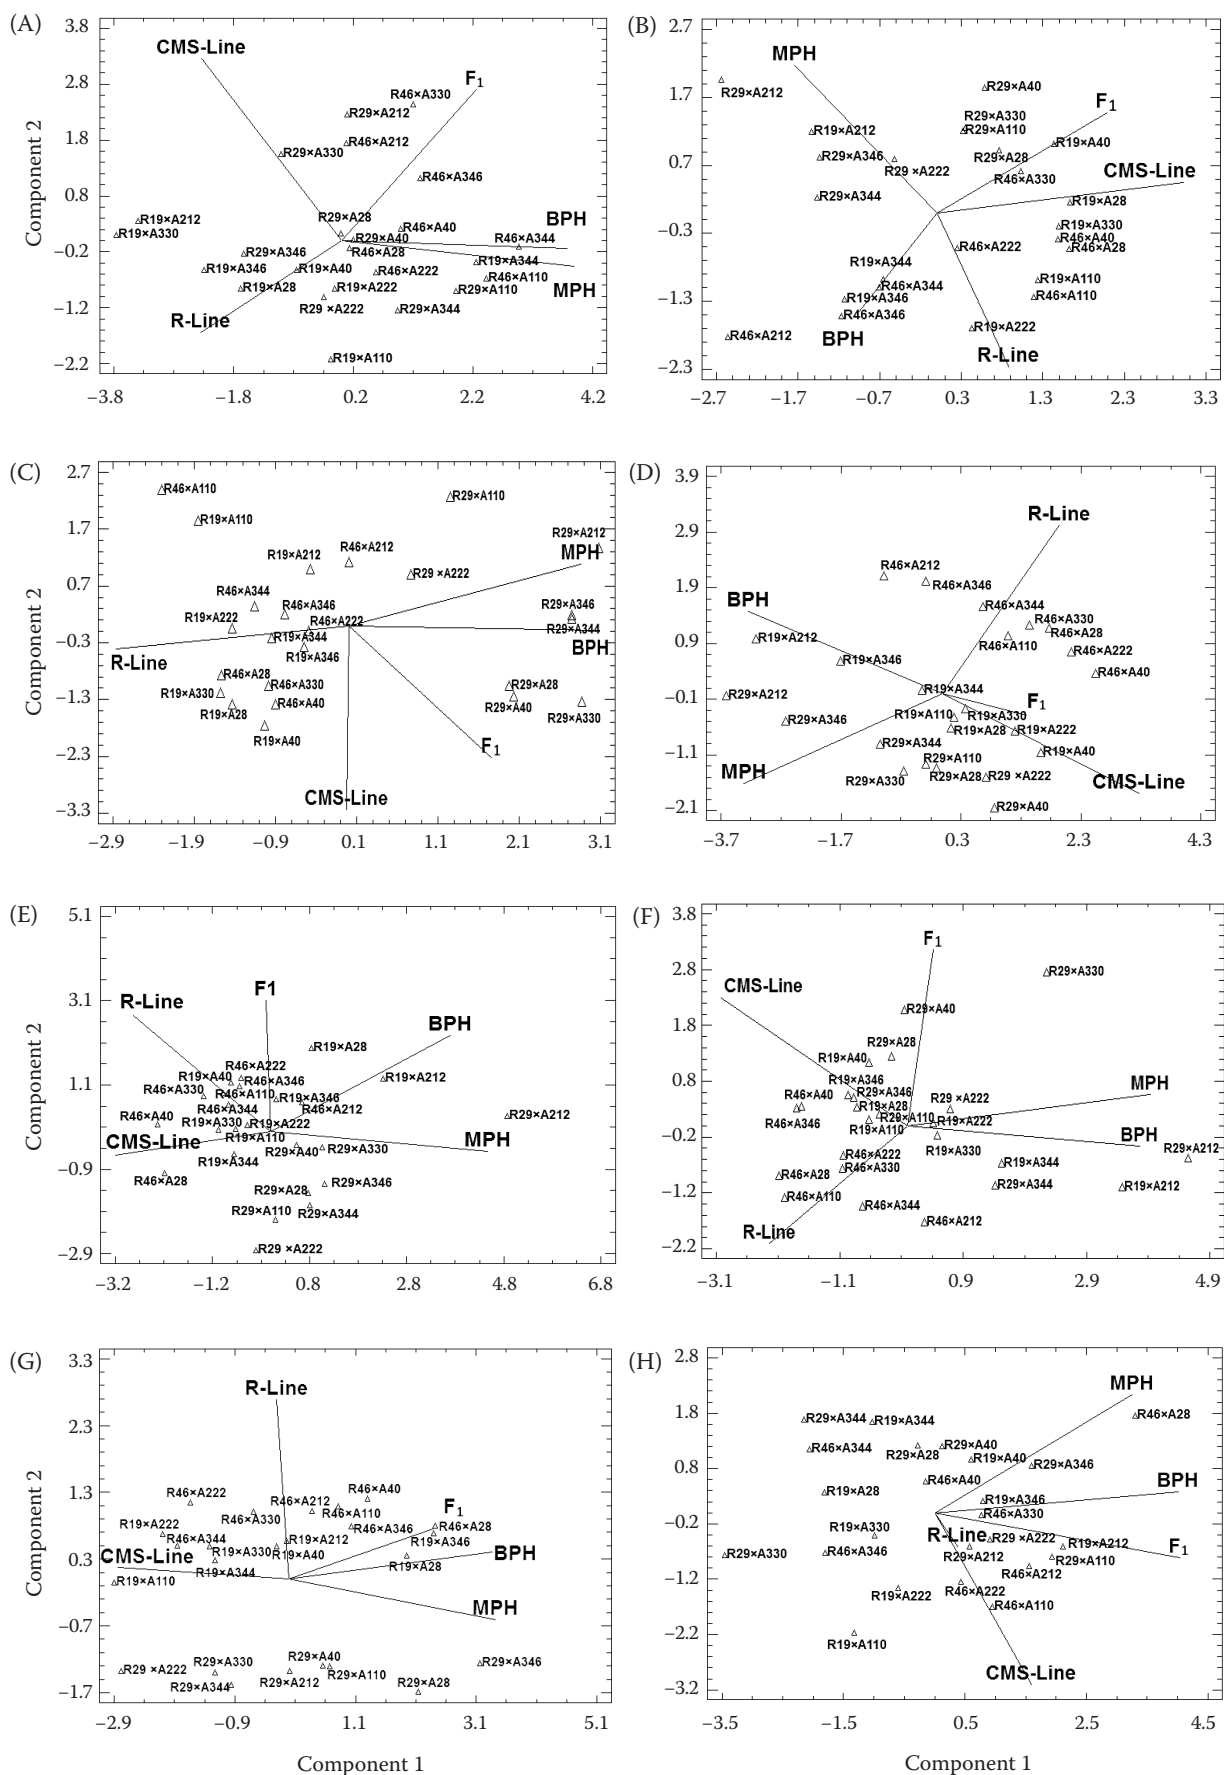 (A)
3.8
2.8
1.8
0.8
−0.2
−1.2
−2.2
Component 2
CMS-Line
F1
R46×A330
R29×A212
R46×A212
R29×A330
R46×A346
R19×A212
R19×A330
R29×A28
R46×A40
BPH
R29×A40
R46×A344
R29×A346
R46×A28
R19×A344
R19×A346
R19×A40
R46×A222
R46×A110
R19×A28
R19×A222
R29×A110
MPH
R29 ×A222
R29×A344
R-Line
R19×A110
−3.8
−1.8
0.2
2.2
4.2
(B)
2.7
1.7
0.7
−0.3
−1.3
−2.3
MPH
R29×A212
R29×A40
F1
R29×A330
R19×A212
R29×A110
R19×A40
R29×A346
R29×A28
R29 ×A222
R46×A330
CMS-Line
R29×A344
R19×A28
R19×A330
R46×A40
R46×A222
R46×A28
R19×A344
R19×A110
R46×A344
R46×A110
R19×A346
R46×A346
R19×A222
R46×A212
BPH
R-Line
−2.7
−1.7
−0.7
0.3
1.3
2.3
3.3
(C)
2.7
1.7
0.7
−0.3
−1.3
−2.3
−3.3
Component 2
R46×A110
R29×A110
R19×A110
R29×A212
R19×A212
R46×A212
MPH
R29 ×A222
R46×A344
R46×A346
R29×A346
R19×A222
R46×A222
R29×A344
R19×A344
BPH
R-Line
R19×A346
R46×A28
R19×A330
R46×A330
R29×A28
R19×A28
R46×A40
R29×A40
R29×A330
R19×A40
F1
CMS-Line
−2.9
−1.9
−0.9
0.1
1.1
2.1
3.1
(D)
3.9
2.9
1.9
0.9
−0.1
−1.1
−2.1
R-Line
R46×A212
R46×A346
BPH
R46×A344
R46×A330
R19×A212
R46×A28
R46×A110
R46×A222
R19×A346
R46×A40
R29×A212
R19×A344
F1
R29×A346
R19×A110
R19×A330
R19×A28
R19×A222
R29×A344
R19×A40
MPH
R29×A110
R29×A330
R29×A28
R29 ×A222
CMS-Line
R29×A40
−3.7
−1.7
0.3
2.3
4.3
(E)
5.1
3.1
1.1
−0.9
−2.9
Component 2
R-Line
F1
BPH
R19×A28
R46×A222
R19×A40
R46×A346
R19×A212
R46×A330
R46×A110
R19×A346
R46×A344
R46×A212
R29×A212
R46×A40
R19×A330
R19×A222
CMS-Line
R19×A110
MPH
R29×A40
R29×A330
R19×A344
R46×A28
R29×A346
R29×A28
R29×A110
R29×A344
R29 ×A222
−3.2
−1.2
0.8
2.8
4.8
6.8
(F)
3.8
2.8
1.8
0.8
−0.2
−1.2
−2.2
F1
R29×A330
CMS-Line
R29×A40
R29×A28
R19×A40
R19×A346
MPH
R46×A40
R29×A346
R29 ×A222
R19×A28
R29×A110
R46×A346
R19×A222
R19×A110
BPH
R19×A330
R29×A212
R46×A222
R46×A330
R19×A344
R46×A28
R29×A344
R19×A212
R46×A110
R46×A344
R46×A212
R-Line
−3.1
−1.1
0.9
2.9
4.9
(G)
3.3
2.3
1.3
0.3
−0.7
−1.7
Component 2
R-Line
R46×A222
R46×A40
R46×A212
F1
R46×A330
R46×A110
R19×A222
R46×A346
R46×A28
R46×A344
R19×A212
R19×A346
CMS-Line
R19×A330
R19×A40
BPH
R19×A344
R19×A28
R19×A110
MPH
R29×A40
R29×A346
R29 ×A222
R29×A330
R29×A110
R29×A344
R29×A212
R29×A28
−2.9
−0.9
1.1
3.1
5.1
Component 1
(H)
2.8
1.8
0.8
−0.2
−1.2
−2.2
−3.2
MPH
R46×A28
R29×A344
R19×A344
R46×A344
R29×A40
R29×A28
R19×A40
R29×A346
R46×A40
BPH
R19×A28
R19×A346
R46×A330
R19×A330
R-Line
R29 ×A222
R19×A212
F1
R29×A330
R46×A346
R29×A212
R29×A110
R46×A212
R19×A222
R46×A222
R46×A110
R19×A110
CMS-Line
−3.5
−1.5
0.5
2.5
4.5
Component 1